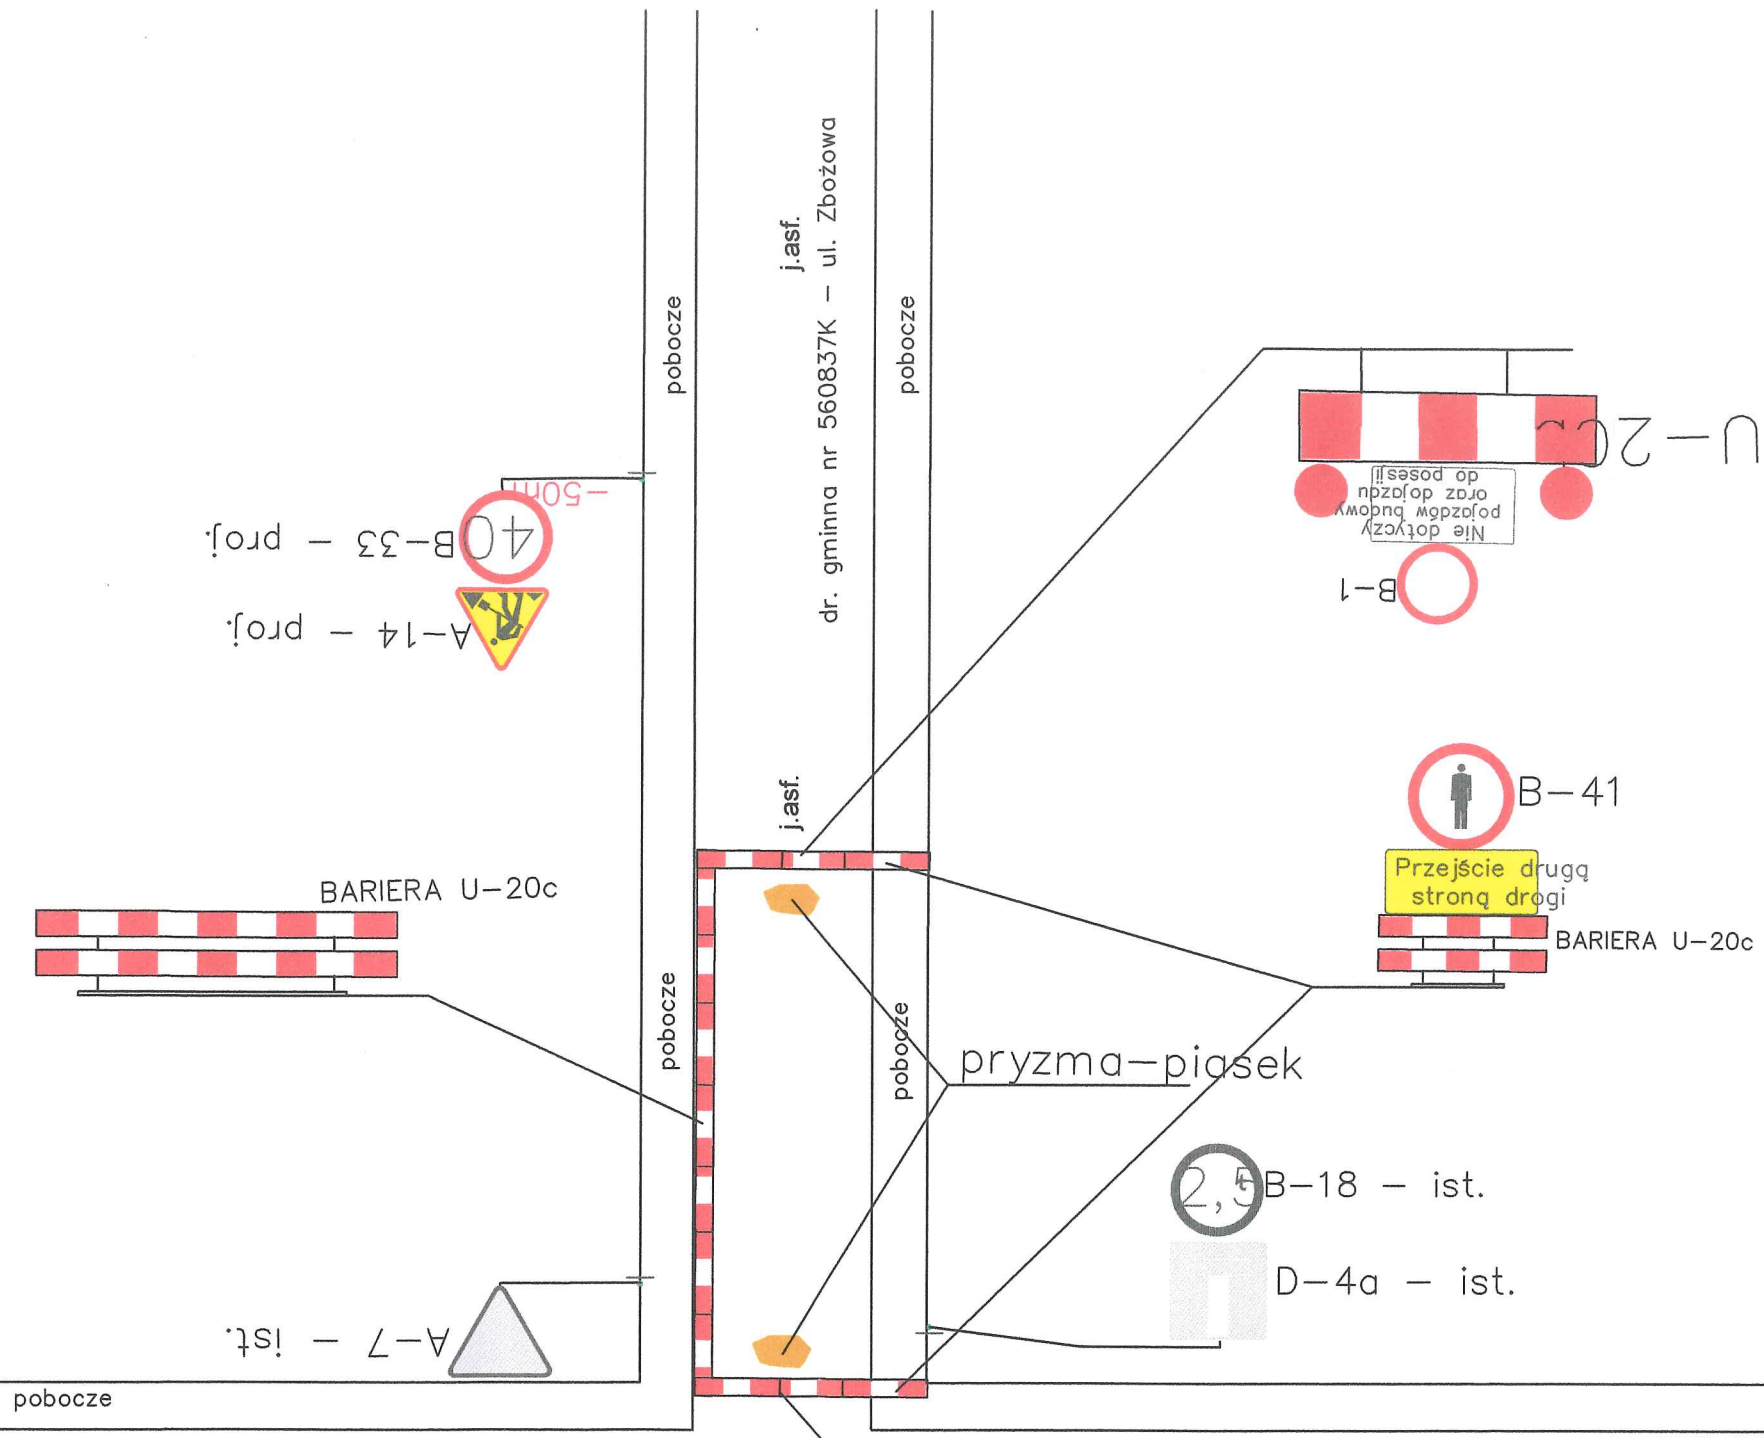 dr. gminna nr 560837K – ul. Zbożowa
j.asf.
j.asf.
pobocze
pobocze
pobocze
pobocze
pobocze
-50m
40
B-33 – proj.
A-14 – proj.
U-20c
Nie dotyczy
pojazdów budowy
oraz dojazdu
do posesji
B-1
B-41
Przejście drugą
stroną drogi
BARIERA U-20c
BARIERA U-20c
pryzma-piasek
2,5t
B-18 – ist.
D-4a – ist.
A-7 – ist.